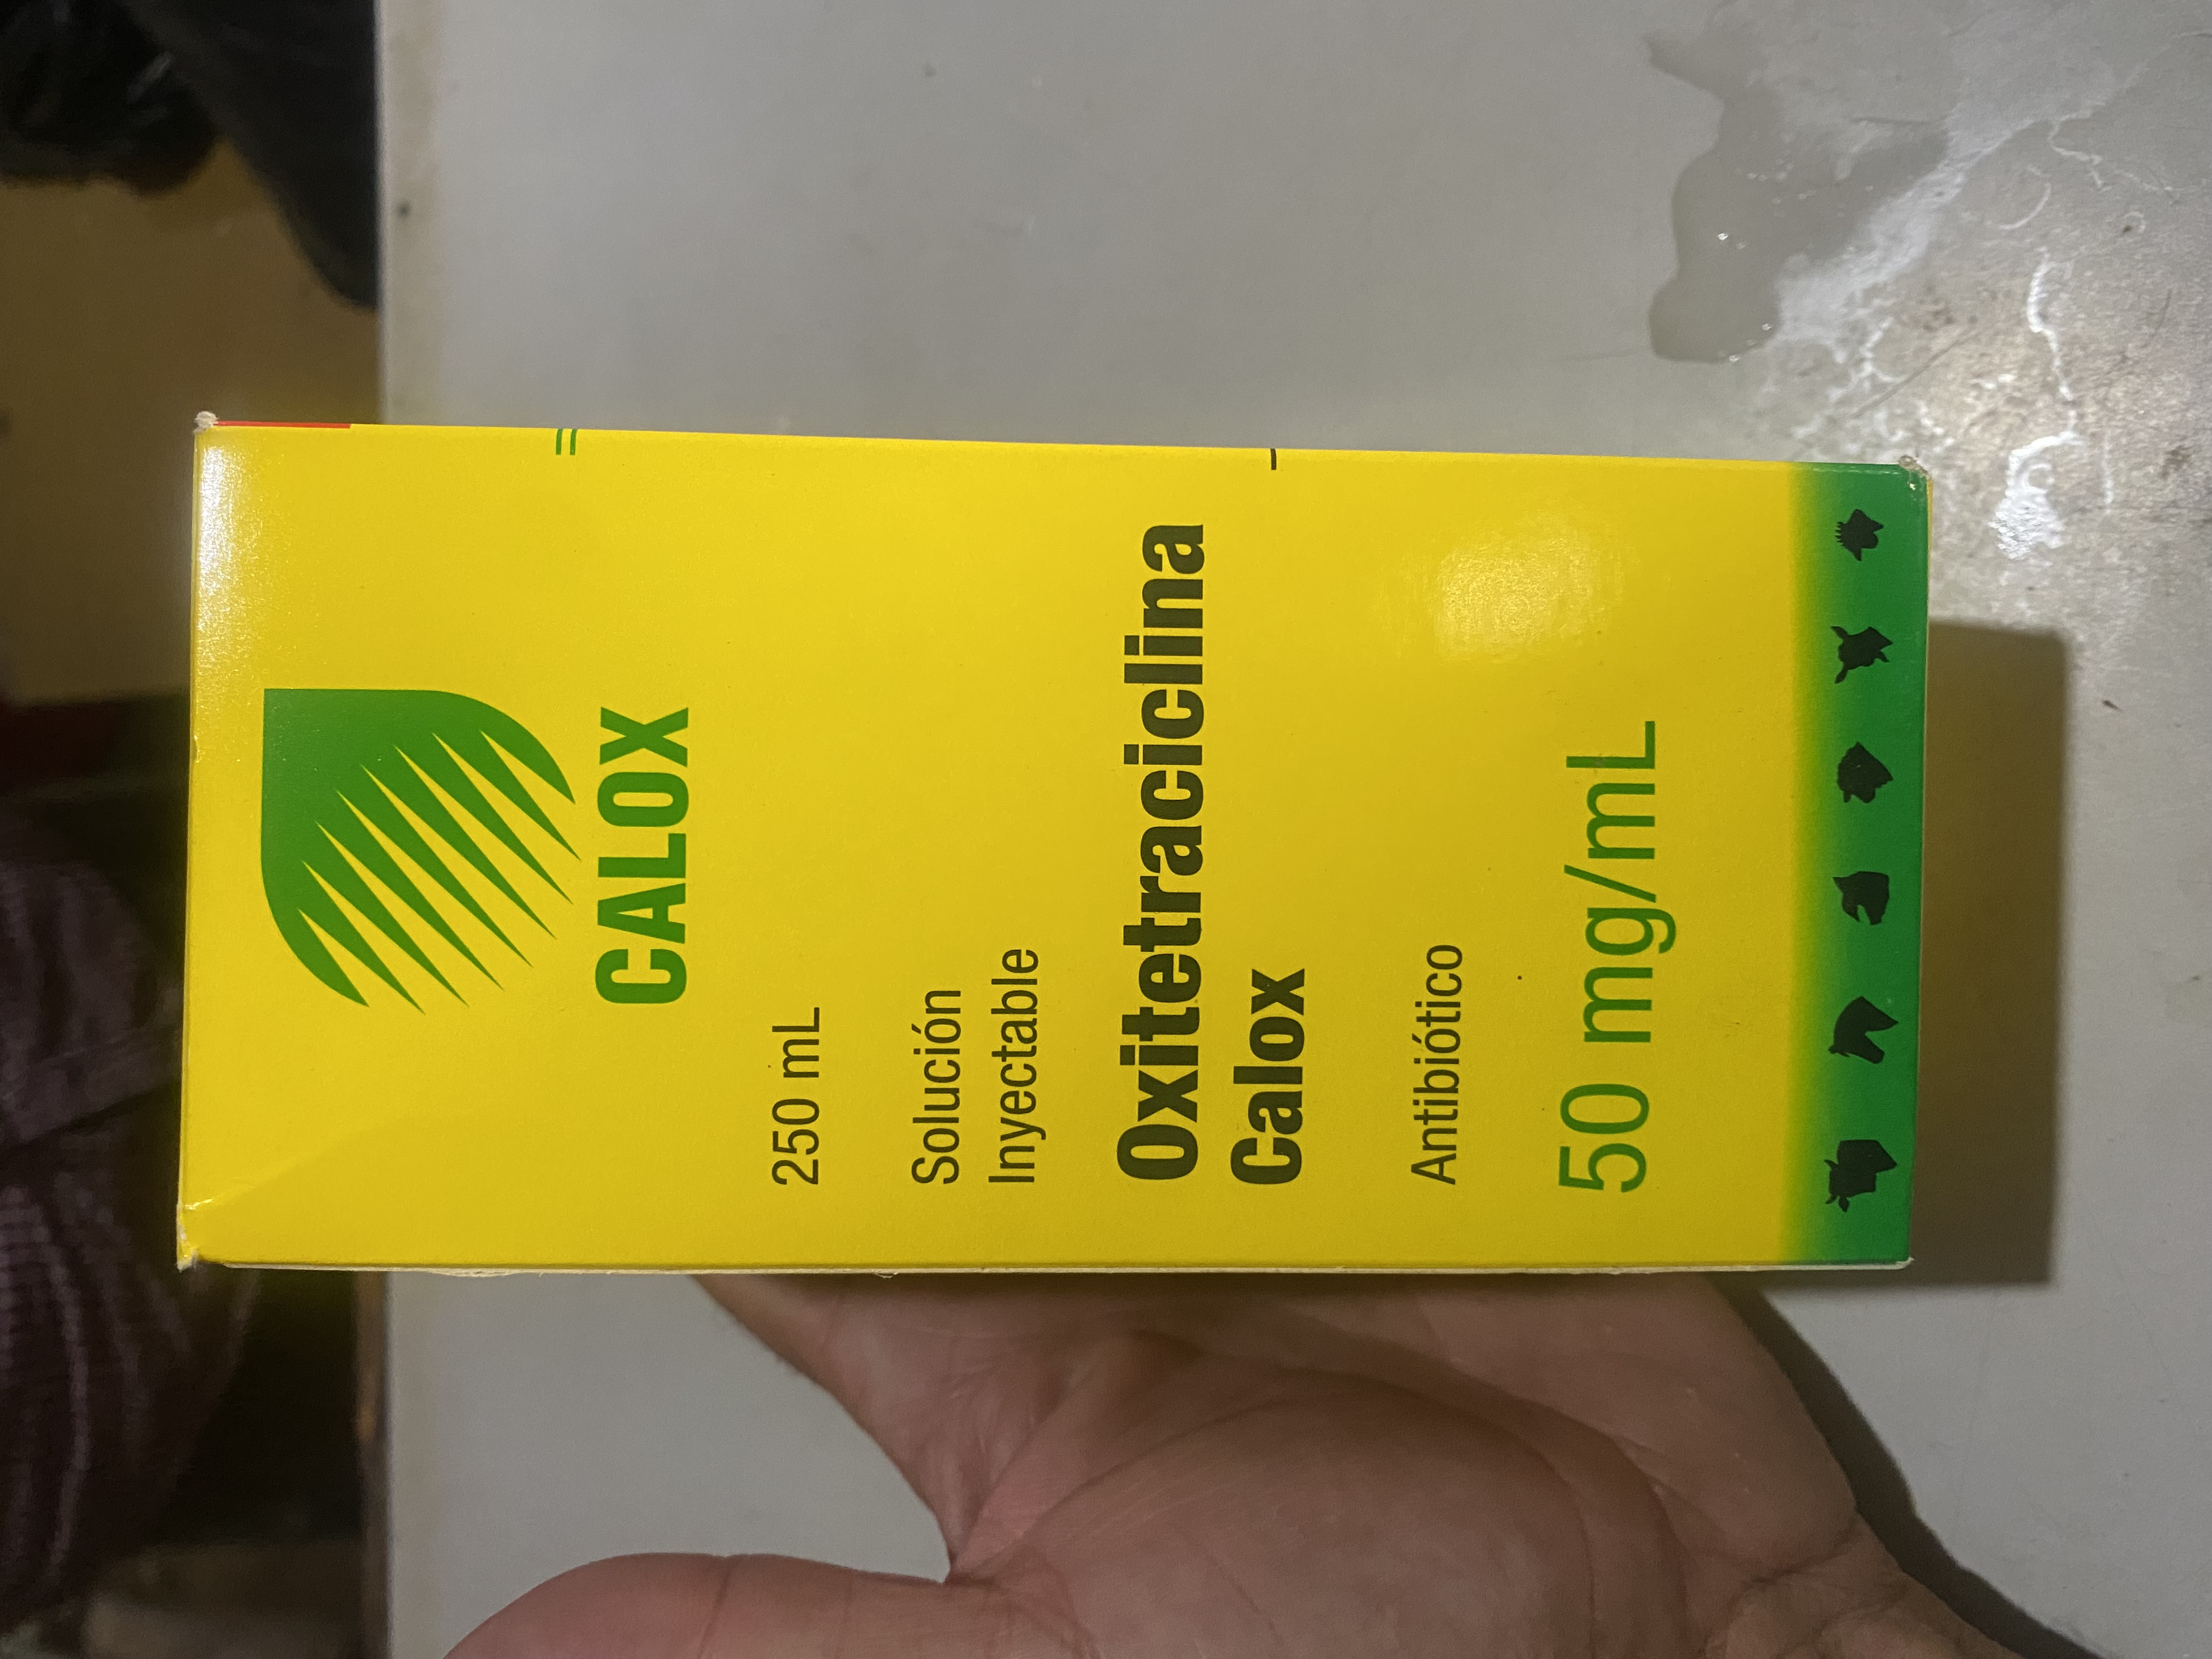 CALOX
250 mL
Solución
Inyectable
Oxitetraciclina
Calox
Antibiótico
50 mg/mL